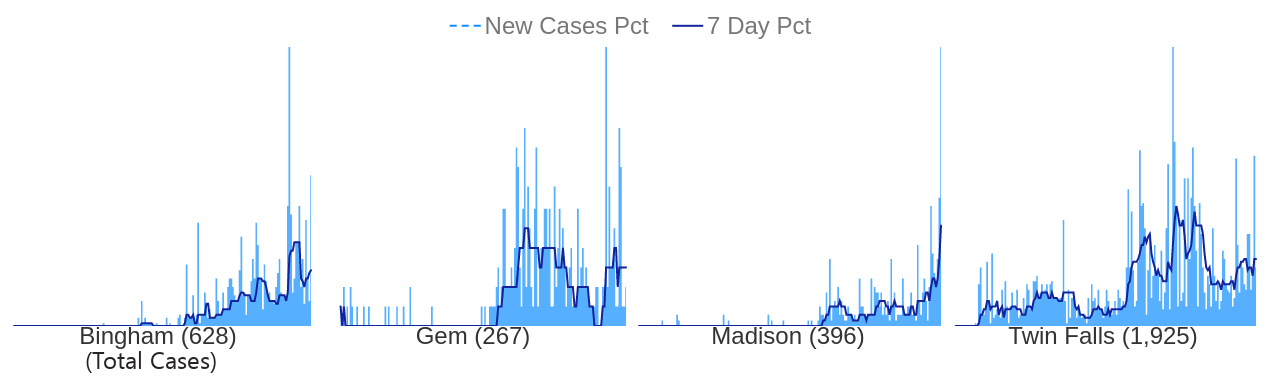 New Cases Pct 7 Day Pct
Bingham (628) Gem (267) Madison (396) Twin Falls (1,925)
(Total Cases)